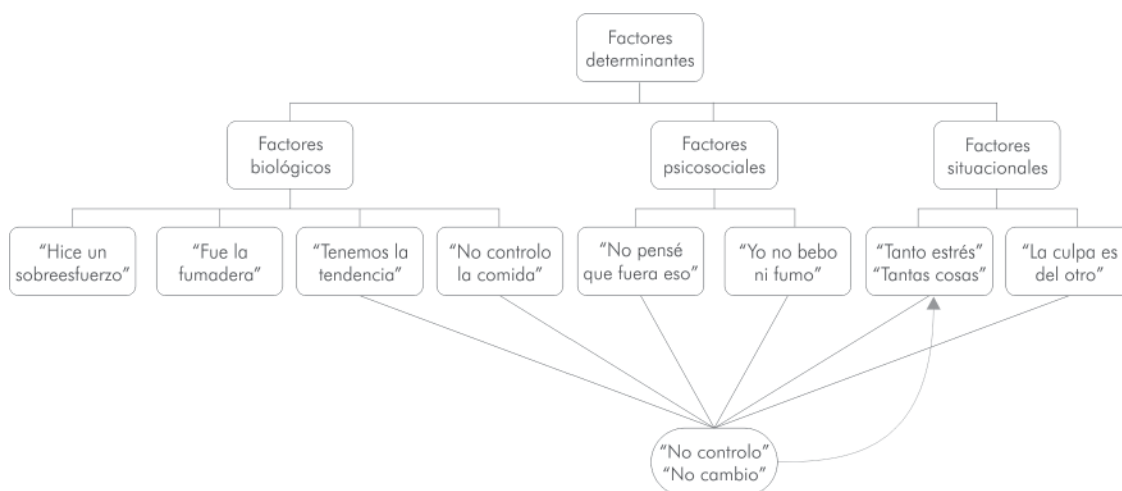 Factores
determinantes
Factores
biológicos
Factores
psicosociales
Factores
situacionales
“Hice un
sobreesfuerzo”
“Fue la
fumadera”
“Tenemos la
tendencia”
“No controlo
la comida”
“No pensé
que fuera eso”
“Yo no bebo
ni fumo”
“Tanto estrés”
“Tantas cosas”
“La culpa es
del otro”
“No controlo”
“No cambio”